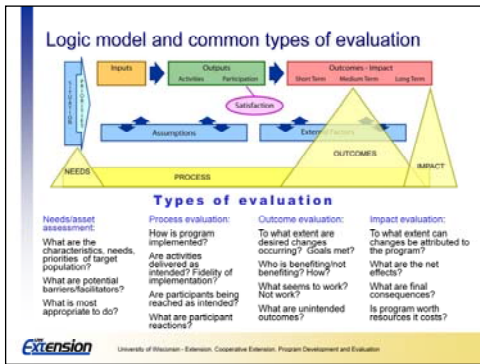 Logic model and common types of evaluation
Inputs
Outputs
Outcomes - Impact
Activities Participation
Short Term Medium Term Long Term
SITUATION
PRIORITIES
Satisfaction
Assumptions
External Factors
OUTCOMES
IMPACT
NEEDS
PROCESS
Types of evaluation
Needs/asset
assessment:
What are the
characteristics, needs,
priorities of target
population?
What are potential
barriers/facilitators?
What is most
appropriate to do?
Process evaluation:
How is program
implemented?
Are activities
delivered as
intended? Fidelity of
implementation?
Are participants being
reached as intended?
What are participant
reactions?
Outcome evaluation:
To what extent are
desired changes
occurring? Goals met?
Who is benefiting/not
benefiting? How?
What seems to work?
Not work?
What are unintended
outcomes?
Impact evaluation:
To what extent can
changes be attributed to
the program?
What are the net
effects?
What are final
consequences?
Is program worth
resources it costs?
Extension
University of Wisconsin - Extension, Cooperative Extension, Program Development and Evaluation